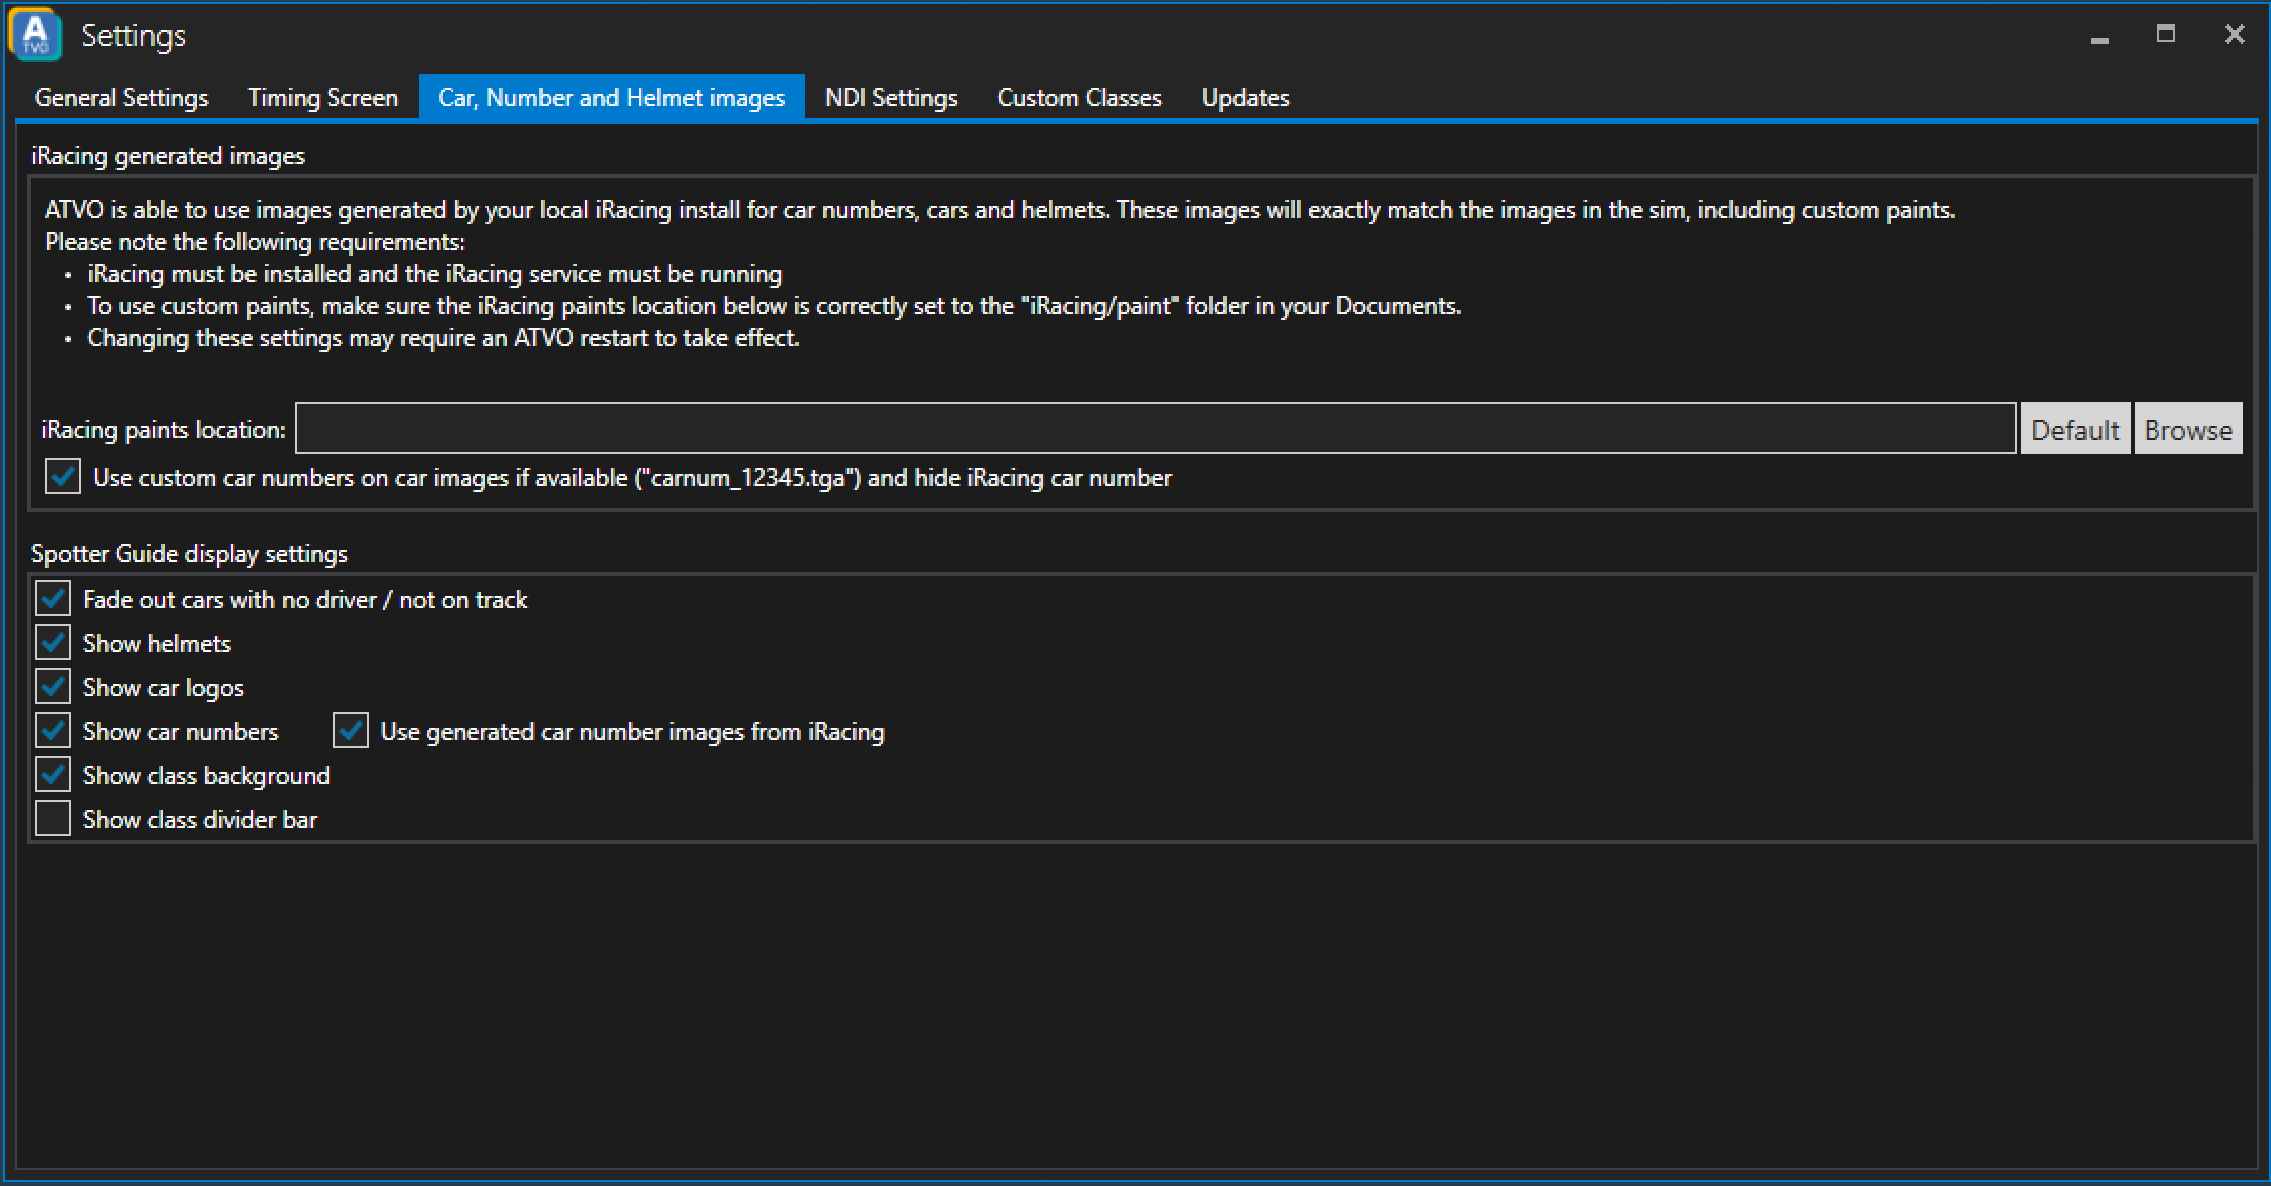 A
TVO
Settings
General Settings Timing Screen Car, Number and Helmet images NDI Settings Custom Classes Updates
iRacing generated images
ATVO is able to use images generated by your local iRacing install for car numbers, cars and helmets. These images will exactly match the images in the sim, including custom paints.
Please note the following requirements:
• iRacing must be installed and the iRacing service must be running
• To use custom paints, make sure the iRacing paints location below is correctly set to the "iRacing/paint" folder in your Documents.
• Changing these settings may require an ATVO restart to take effect.
iRacing paints location: Default Browse
Use custom car numbers on car images if available ("carnum_12345.tga") and hide iRacing car number
Spotter Guide display settings
Fade out cars with no driver / not on track
Show helmets
Show car logos
Show car numbers Use generated car number images from iRacing
Show class background
Show class divider bar